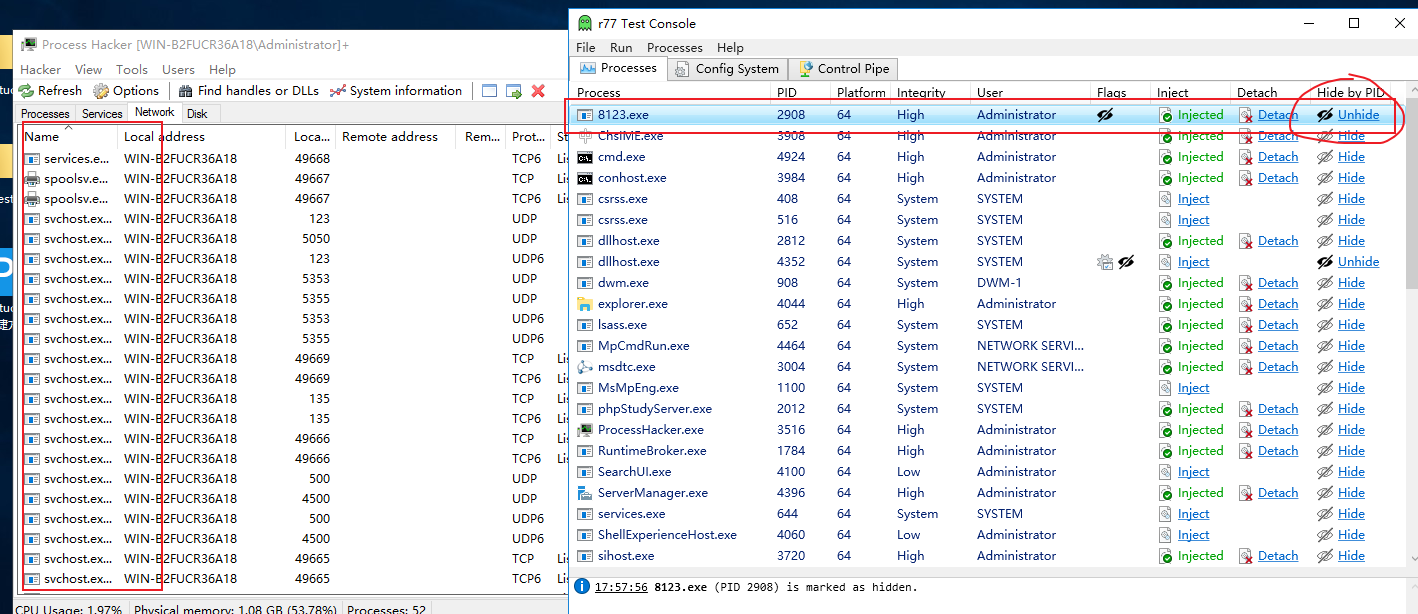 Process Hacker [WIN-B2FUCR36A18\Administrator]+
Hacker View Tools Users Help
Refresh Options Find handles or DLLs System information
Processes Services Network Disk
Name Local address Loca... Remote address Rem... Prot... St
services.e... WIN-B2FUCR36A18 49668 TCP6 Lis
spoolsv.e... WIN-B2FUCR36A18 49667 TCP Lis
spoolsv.e... WIN-B2FUCR36A18 49667 TCP6 Lis
svchost.ex... WIN-B2FUCR36A18 123 UDP
svchost.ex... WIN-B2FUCR36A18 5050 UDP
svchost.ex... WIN-B2FUCR36A18 123 UDP6
svchost.ex... WIN-B2FUCR36A18 5353 UDP
svchost.ex... WIN-B2FUCR36A18 5355 UDP
svchost.ex... WIN-B2FUCR36A18 5353 UDP6
svchost.ex... WIN-B2FUCR36A18 5355 UDP6
svchost.ex... WIN-B2FUCR36A18 49669 TCP Lis
svchost.ex... WIN-B2FUCR36A18 49669 TCP6 Lis
svchost.ex... WIN-B2FUCR36A18 135 TCP Lis
svchost.ex... WIN-B2FUCR36A18 135 TCP6 Lis
svchost.ex... WIN-B2FUCR36A18 49666 TCP Lis
svchost.ex... WIN-B2FUCR36A18 49666 TCP6 Lis
svchost.ex... WIN-B2FUCR36A18 500 UDP
svchost.ex... WIN-B2FUCR36A18 4500 UDP
svchost.ex... WIN-B2FUCR36A18 500 UDP6
svchost.ex... WIN-B2FUCR36A18 4500 UDP6
svchost.ex... WIN-B2FUCR36A18 49665 TCP Lis
svchost.ex... WIN-B2FUCR36A18 49665 TCP6 Lis
CPU Usage: 1.97% Physical memory: 1.08 GB (53.78%) Processes: 52
r77 Test Console
File Run Processes Help
Processes Config System Control Pipe
Process PID Platform Integrity User Flags Inject Detach Hide by PID
8123.exe 2908 64 High Administrator Injected Detach Unhide
ChsIME.exe 3908 64 High Administrator Injected Detach Hide
cmd.exe 4924 64 High Administrator Injected Detach Hide
conhost.exe 3984 64 High Administrator Injected Detach Hide
csrss.exe 408 64 System SYSTEM Inject Hide
csrss.exe 516 64 System SYSTEM Inject Hide
dllhost.exe 2812 64 System SYSTEM Injected Detach Hide
dllhost.exe 4352 64 System SYSTEM Inject Unhide
dwm.exe 908 64 System DWM-1 Injected Detach Hide
explorer.exe 4044 64 High Administrator Injected Detach Hide
lsass.exe 652 64 System SYSTEM Injected Detach Hide
MpCmdRun.exe 4464 64 System NETWORK SERVI... Injected Detach Hide
msdtc.exe 3004 64 System NETWORK SERVI... Injected Detach Hide
MsMpEng.exe 1100 64 System SYSTEM Inject Hide
phpStudyServer.exe 2012 64 System SYSTEM Injected Detach Hide
ProcessHacker.exe 3516 64 High Administrator Injected Detach Hide
RuntimeBroker.exe 1784 64 High Administrator Injected Detach Hide
SearchUI.exe 4100 64 Low Administrator Inject Hide
ServerManager.exe 4396 64 High Administrator Injected Detach Hide
services.exe 644 64 System SYSTEM Inject Hide
ShellExperienceHost.exe 4060 64 Low Administrator Inject Hide
sihost.exe 3720 64 High Administrator Injected Detach Hide
17:57:56 8123.exe (PID 2908) is marked as hidden.